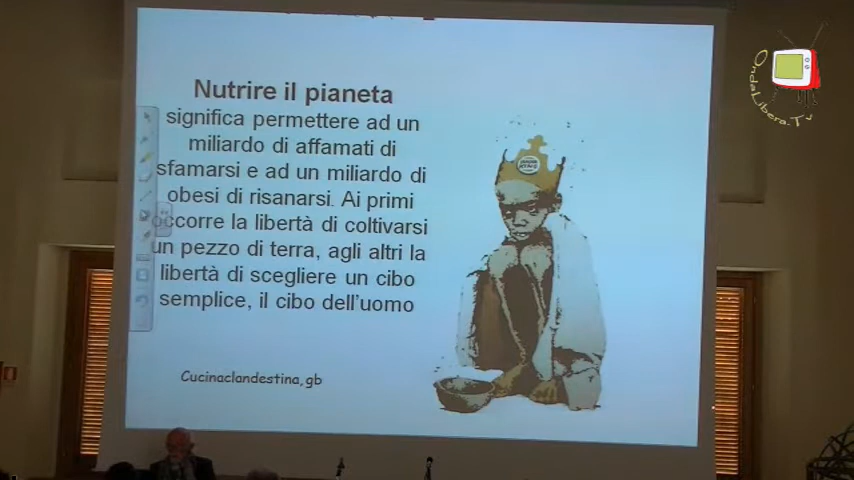 Nutrire il pianeta
significa permettere ad un
miliardo di affamati di
sfamarsi e ad un miliardo di
obesi di risanarsi. Ai primi
occorre la libertà di coltivarsi
un pezzo di terra, agli altri la
libertà di scegliere un cibo
semplice, il cibo dell'uomo
Cucinaclandestina,gb
OndaLibera.Tv